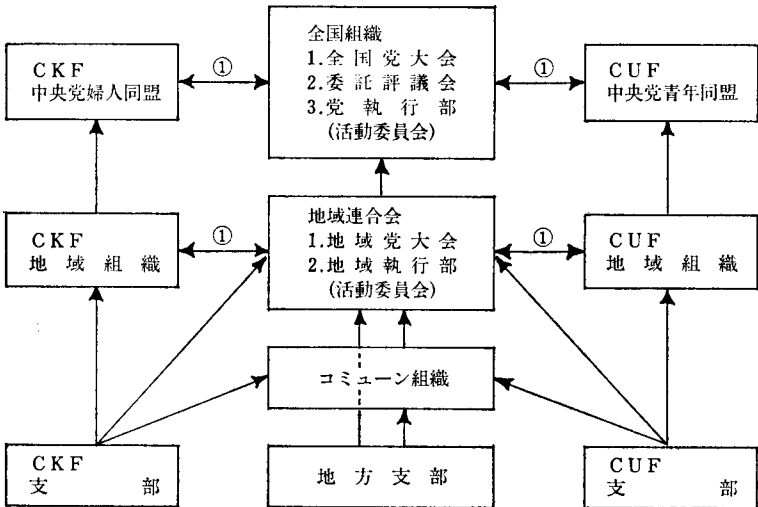 全国組織
1.全国党大会
2.委託評議会
3.党執行部
(活動委員会)
CKF
中央党婦人同盟
①
①
CUF
中央党青年同盟
地域連合会
1.地域党大会
2.地域執行部
(活動委員会)
CKF
地域組織
①
①
CUF
地域組織
コミューン組織
CKF
支部
地方支部
CUF
支部